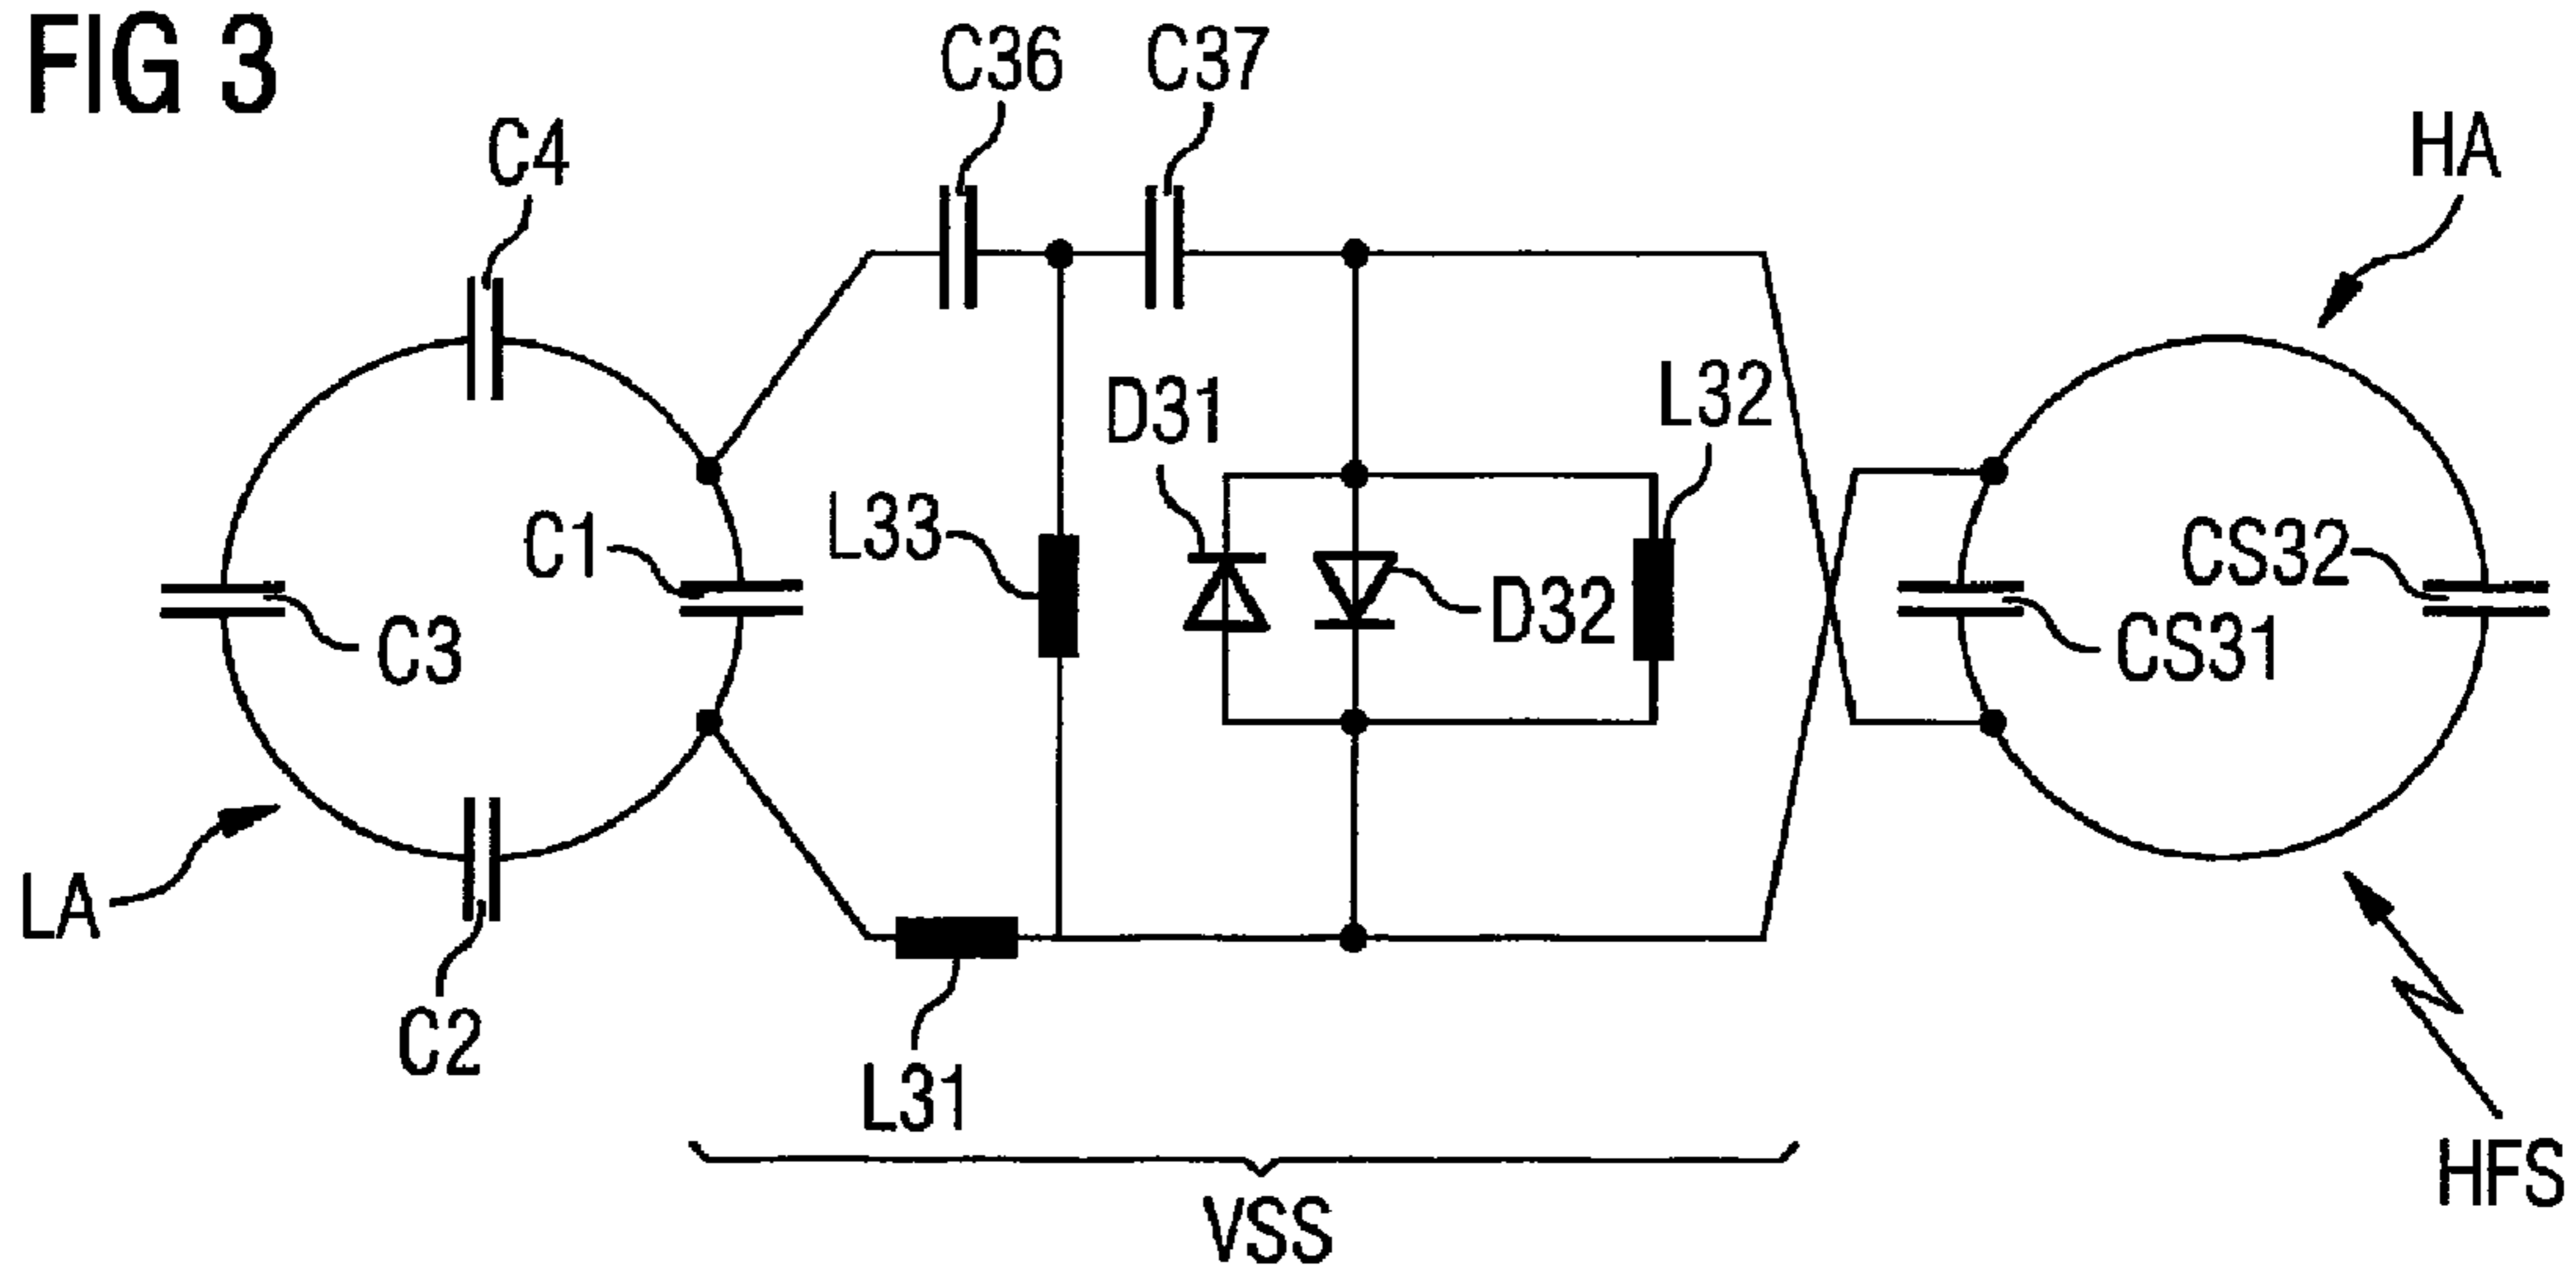 FIG 3
C36
C37
C4
HA
D31
L32
L33
C1
CS32
D32
C3
CS31
LA
C2
L31
HFS
VSS